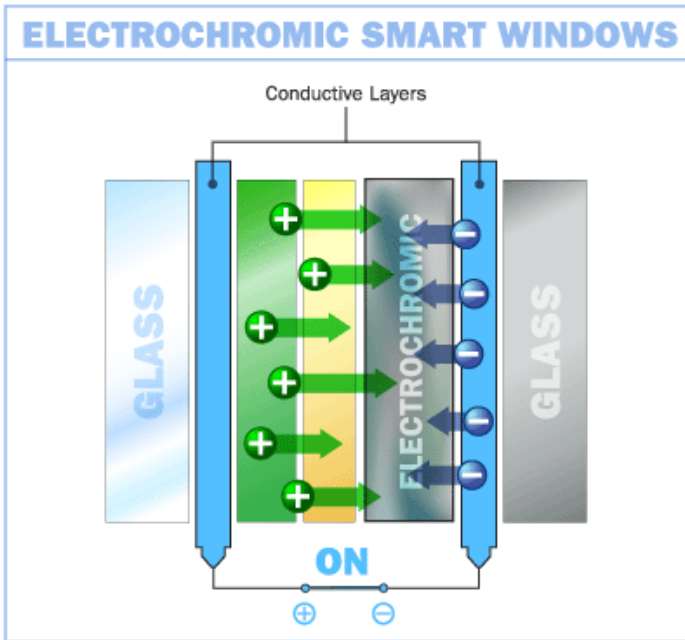 ELECTROCHROMIC SMART WINDOWS
Conductive Layers
GLASS
ELECTROCHROMIC
GLASS
ON